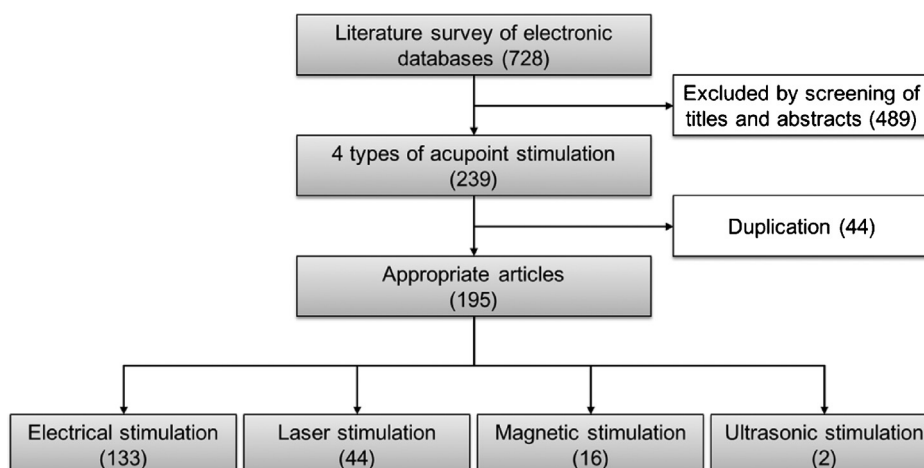 Literature survey of electronic
databases (728)
Excluded by screening of
titles and abstracts (489)
4 types of acupoint stimulation
(239)
Duplication (44)
Appropriate articles
(195)
Electrical stimulation
(133)
Laser stimulation
(44)
Magnetic stimulation
(16)
Ultrasonic stimulation
(2)